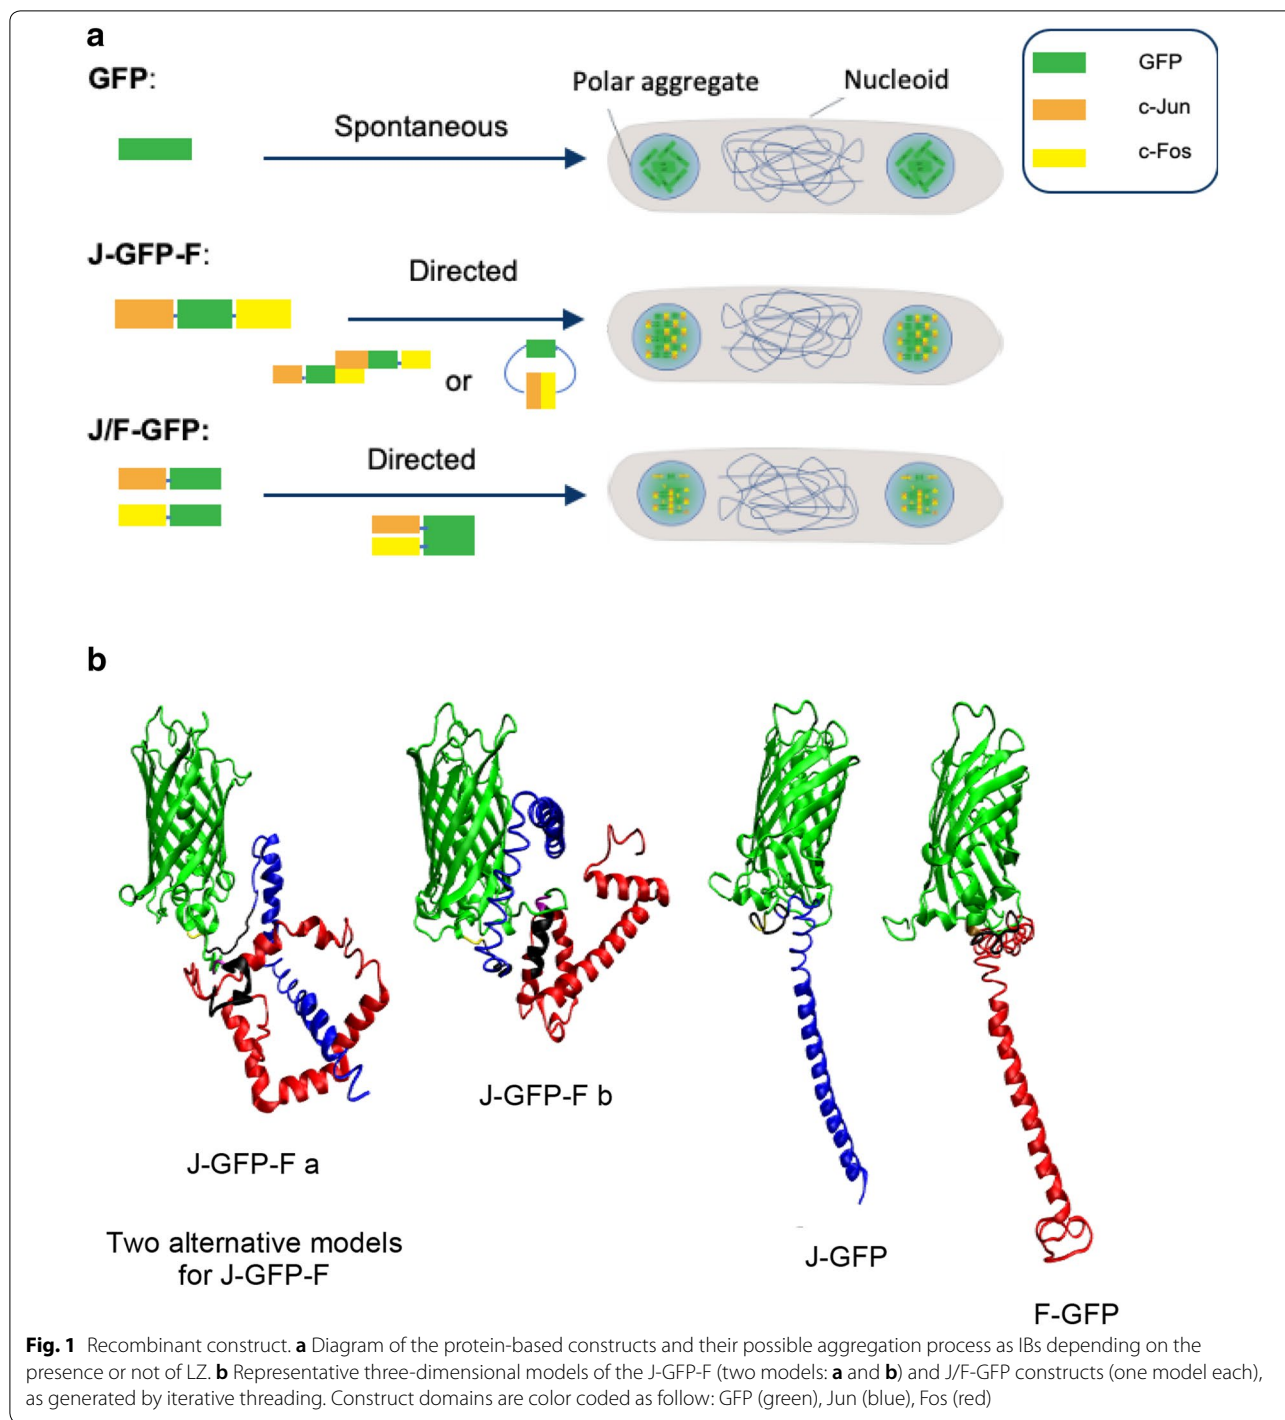 a
GFP:
Spontaneous
Polar aggregate
Nucleoid
GFP
c-Jun
c-Fos
J-GFP-F:
Directed
or
J/F-GFP:
Directed
b
J-GFP-F a
J-GFP-F b
J-GFP
F-GFP
Two alternative models
for J-GFP-F
Fig. 1 Recombinant construct. a Diagram of the protein-based constructs and their possible aggregation process as IBs depending on the
presence or not of LZ. b Representative three-dimensional models of the J-GFP-F (two models: a and b) and J/F-GFP constructs (one model each),
as generated by iterative threading. Construct domains are color coded as follow: GFP (green), Jun (blue), Fos (red)